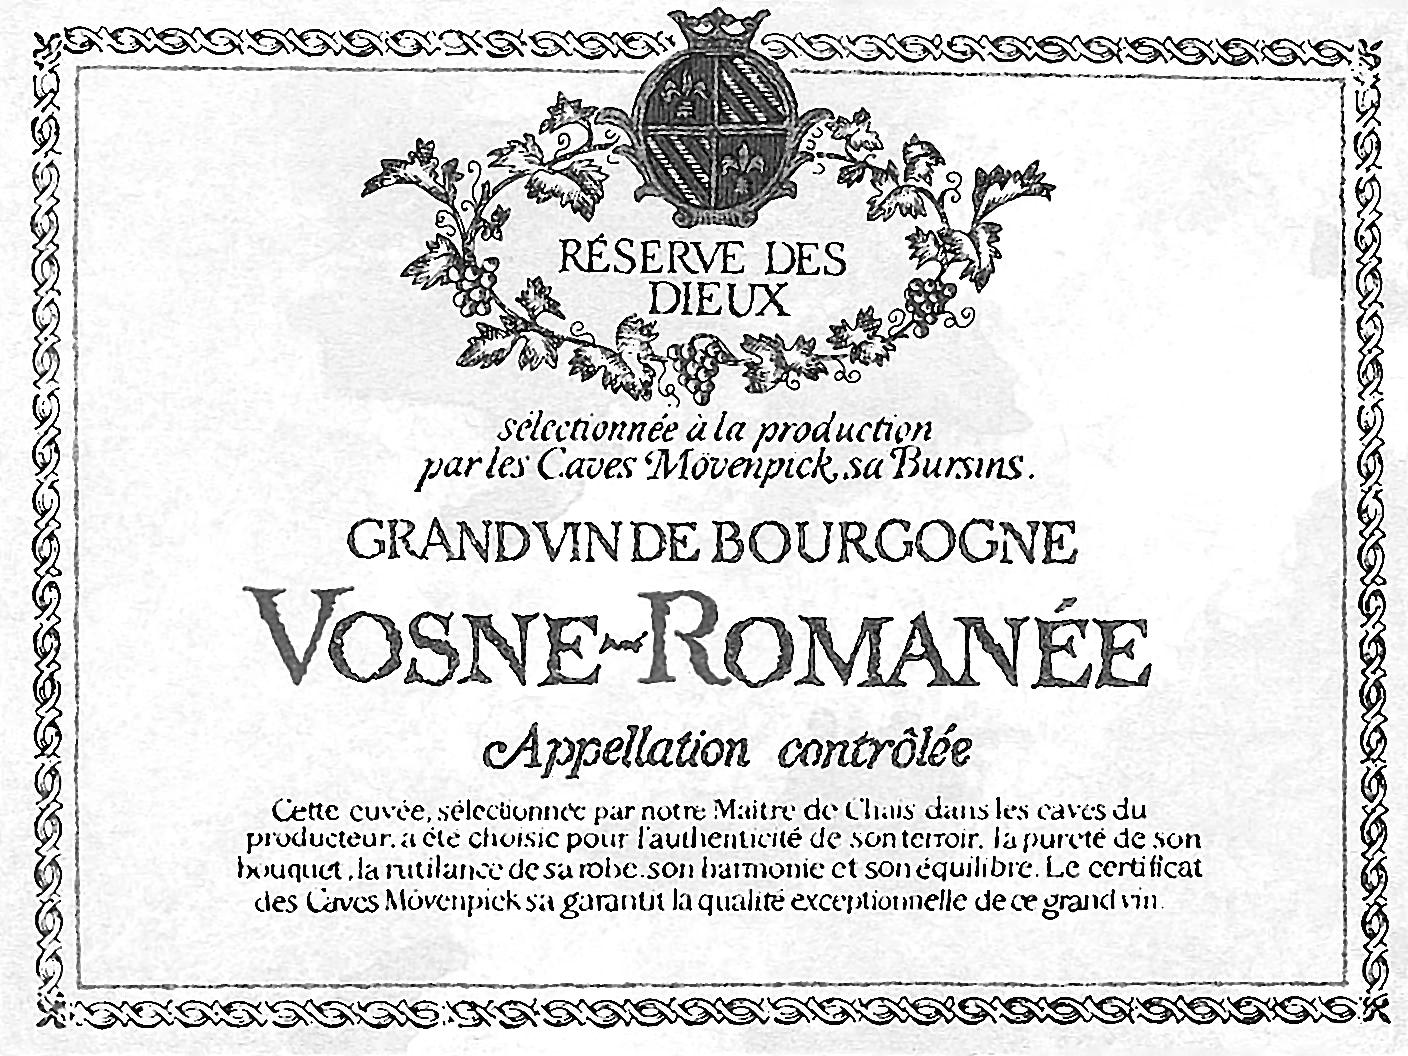 RÉSERVE DES
DIEUX
sélectionnée à la production
par les Caves Mövenpick, sa Bursins.
GRAND VIN DE BOURGOGNE
VOSNE-ROMANÉE
Appellation contrôlée
Cette cuvée, sélectionnée par notre Maître de Chais dans les caves du
producteur, a été choisie pour l'authenticité de son terroir, la pureté de son
bouquet, la rutilance de sa robe, son harmonie et son équilibre. Le certificat
des Caves Mövenpick sa garantit la qualité exceptionnelle de ce grand vin.